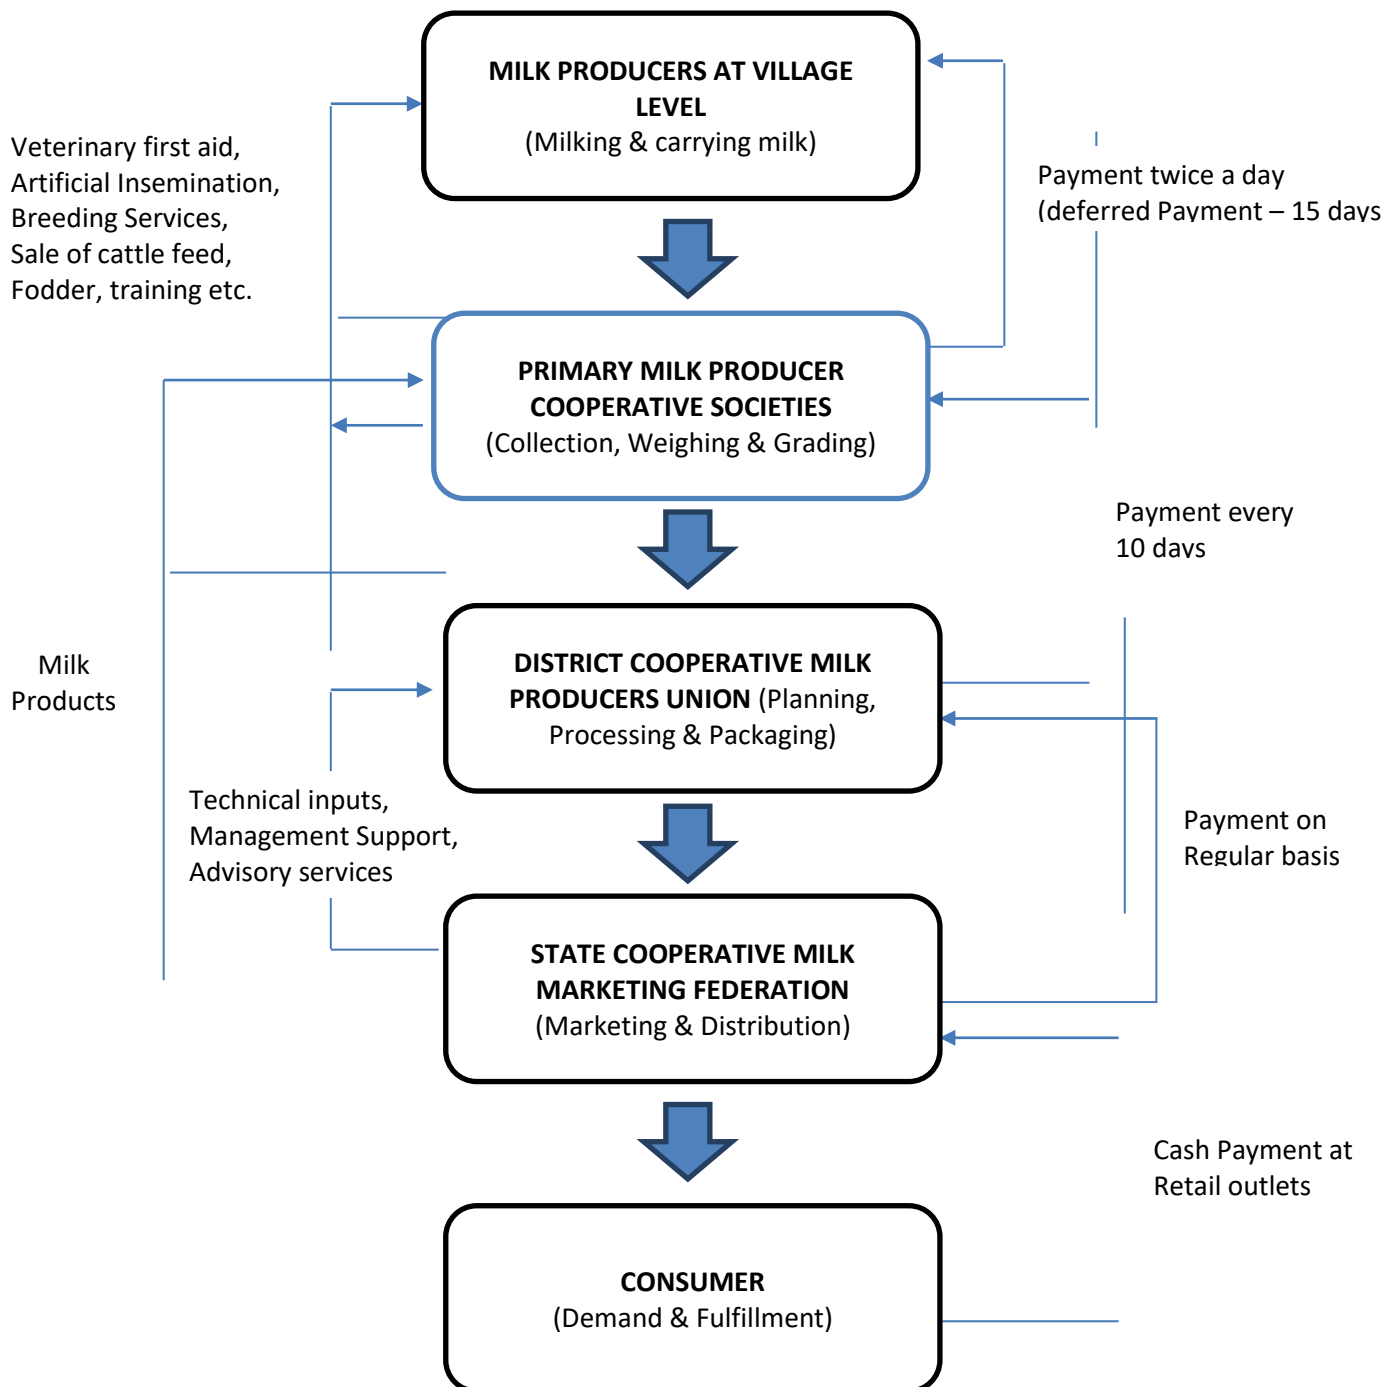 MILK PRODUCERS AT VILLAGE
LEVEL
(Milking & carrying milk)
Veterinary first aid,
Artificial Insemination,
Breeding Services,
Sale of cattle feed,
Fodder, training etc.
Payment twice a day
(deferred Payment – 15 days
PRIMARY MILK PRODUCER
COOPERATIVE SOCIETIES
(Collection, Weighing & Grading)
Payment every
10 days
DISTRICT COOPERATIVE MILK
PRODUCERS UNION (Planning,
Processing & Packaging)
Milk
Products
Technical inputs,
Management Support,
Advisory services
Payment on
Regular basis
STATE COOPERATIVE MILK
MARKETING FEDERATION
(Marketing & Distribution)
Cash Payment at
Retail outlets
CONSUMER
(Demand & Fulfillment)